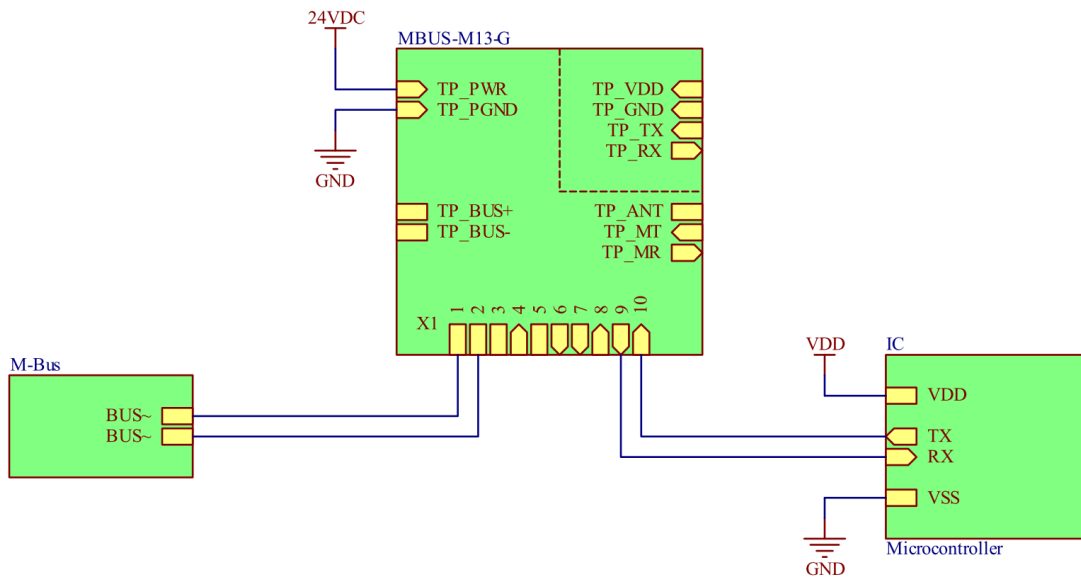 24VDC
MBUS-M13-G
TP_PWR
TP_PGND
GND
TP_VDD
TP_GND
TP_TX
TP_RX
TP_BUS+
TP_BUS-
TP_ANT
TP_MT
TP_MR
X1
1
2
3
4
5
6
7
8
9
10
M-Bus
BUS~
BUS~
VDD
IC
VDD
TX
RX
VSS
GND
Microcontroller